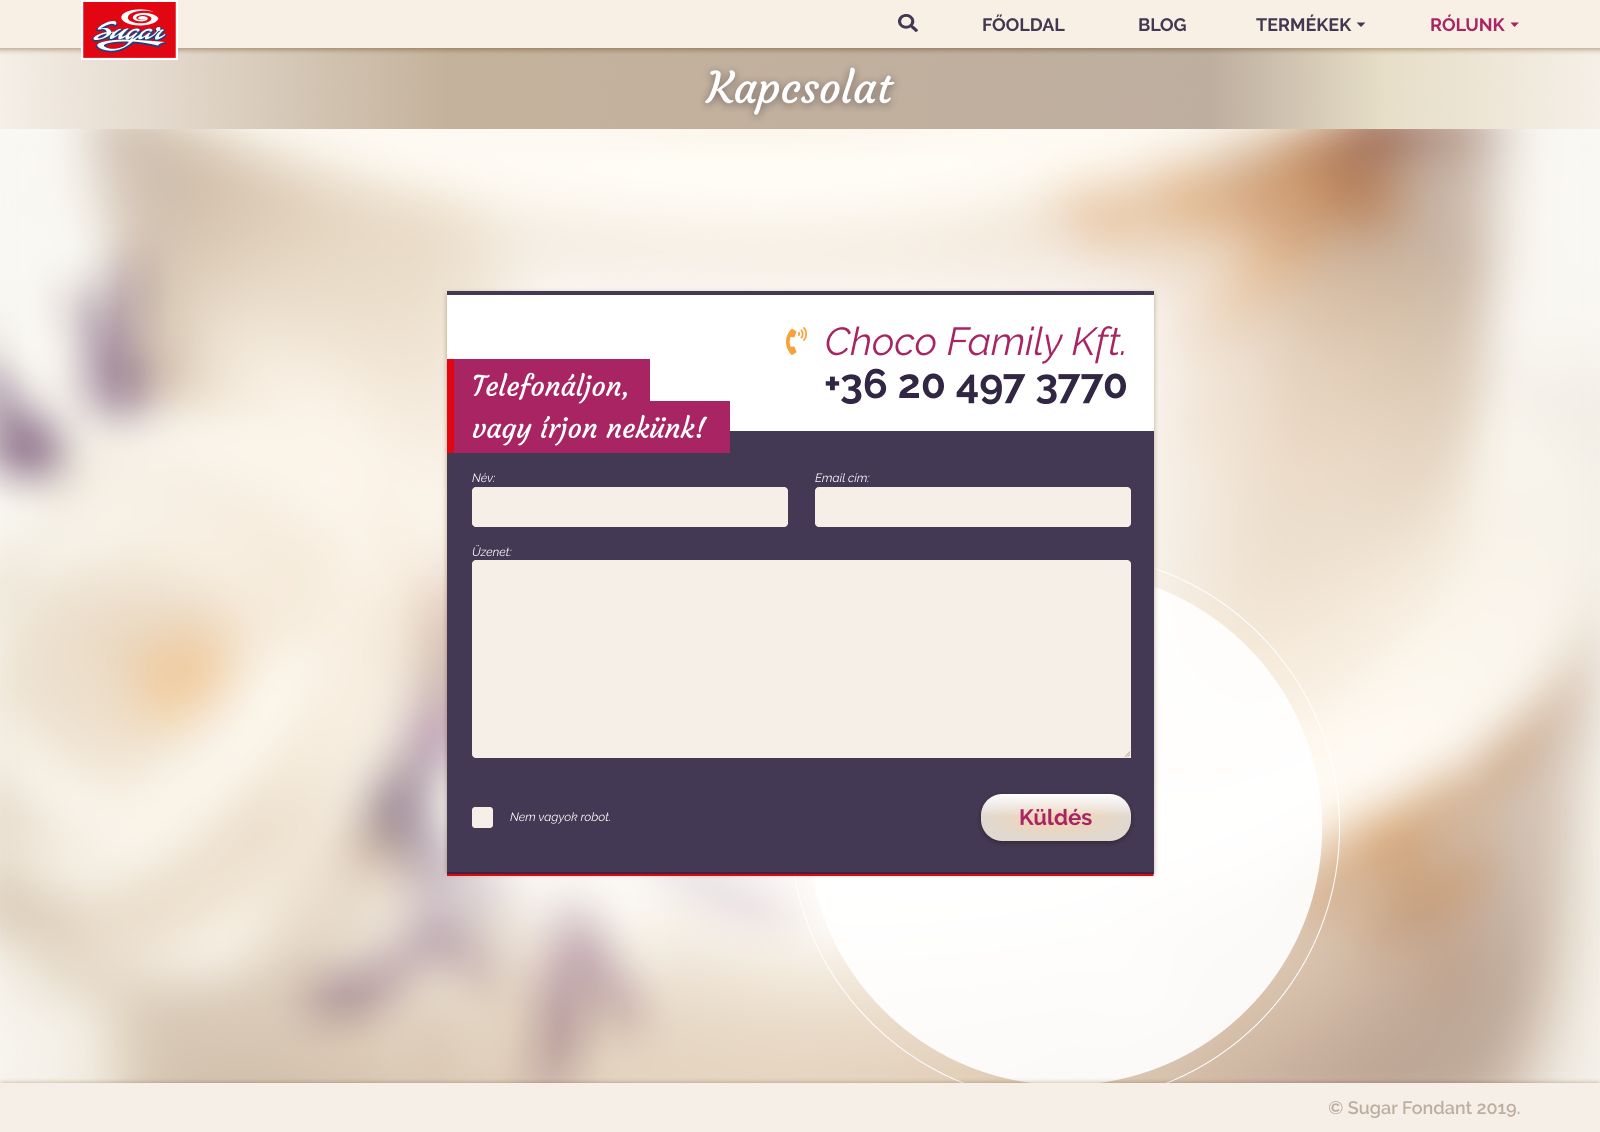 Sugar
FŐOLDAL
BLOG
TERMÉKEK
RÓLUNK
Kapcsolat
Choco Family Kft.
+36 20 497 3770
Telefonáljon,
vagy írjon nekünk!
Név:
Email cím:
Üzenet:
Nem vagyok robot.
Küldés
© Sugar Fondant 2019.